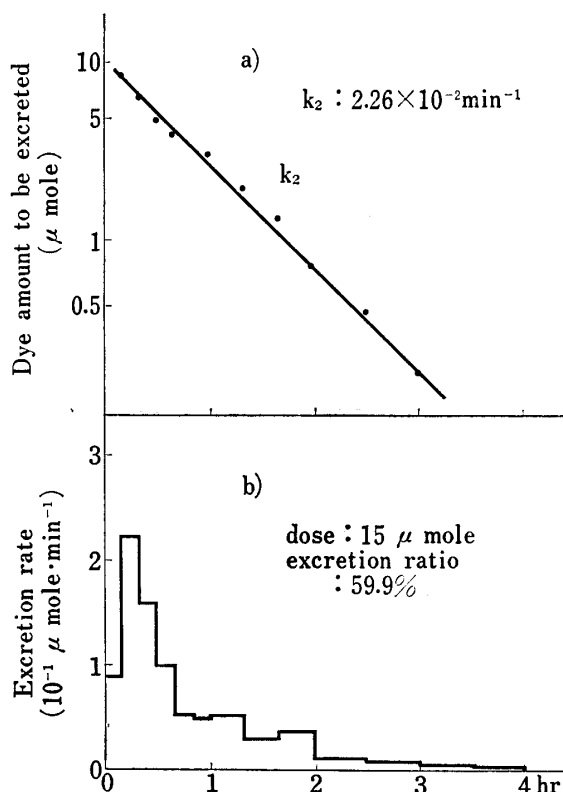 a)
k₂ : 2.26×10⁻²min⁻¹
Dye amount to be excreted
(μ mole)
10
5
1
0.5
k₂
b)
dose : 15 μ mole
excretion ratio
: 59.9%
Excretion rate
(10⁻¹ μ mole·min⁻¹)
3
2
1
0
0 1 2 3 4 hr